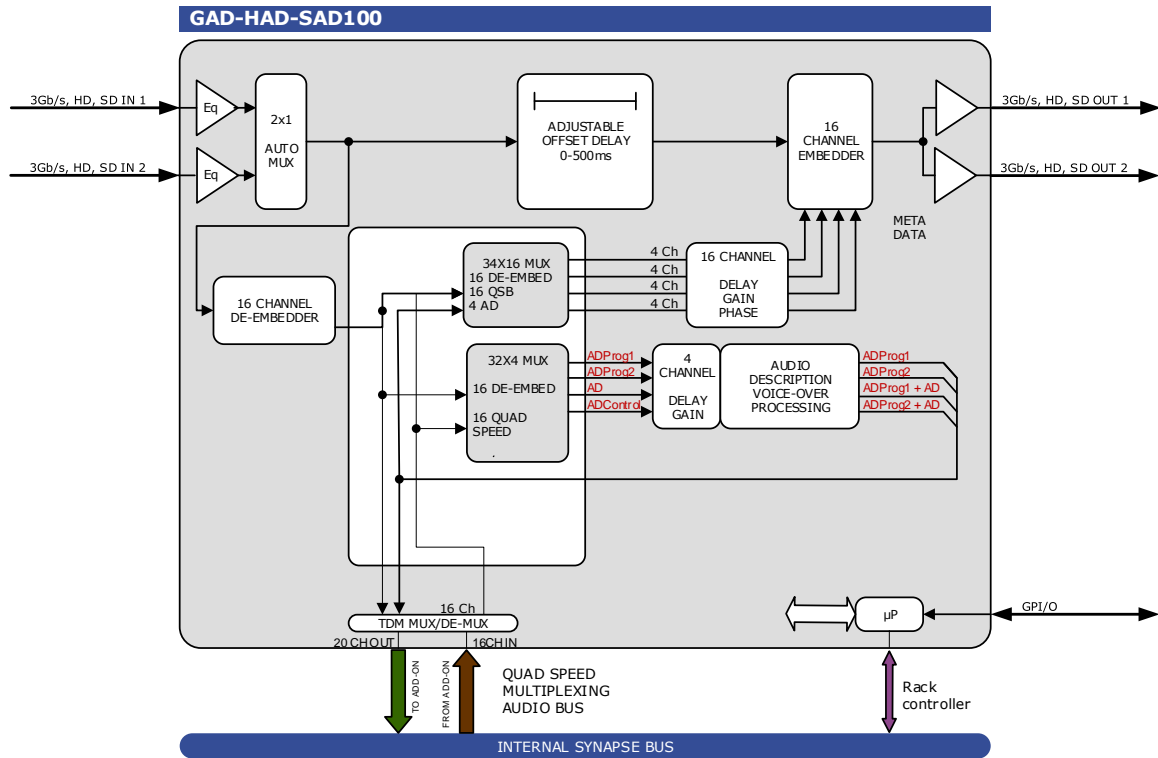 GAD-HAD-SAD100
3Gb/s, HD, SD IN 1
3Gb/s, HD, SD IN 2
Eq
Eq
2x1
AUTO
MUX
ADJUSTABLE
OFFSET DELAY
0-500ms
16
CHANNEL
EMBEDDER
3Gb/s, HD, SD OUT 1
3Gb/s, HD, SD OUT 2
META
DATA
16 CHANNEL
DE-EMBEDDER
34X16 MUX
16 DE-EMBED
16 QSB
4 AD
4 Ch
4 Ch
4 Ch
4 Ch
16 CHANNEL
DELAY
GAIN
PHASE
32X4 MUX
16 DE-EMBED
16 QUAD
SPEED
.
ADProg1
ADProg2
AD
ADControl
4
CHANNEL
DELAY
GAIN
AUDIO
DESCRIPTION
VOICE-OVER
PROCESSING
ADProg1
ADProg2
ADProg1 + AD
ADProg2 + AD
16 Ch
TDM MUX/DE-MUX
20 CHOUT
16CHIN
TO ADD-ON
FROM ADD-ON
QUAD SPEED
MULTIPLEXING
AUDIO BUS
µP
GPI/O
Rack
controller
INTERNAL SYNAPSE BUS